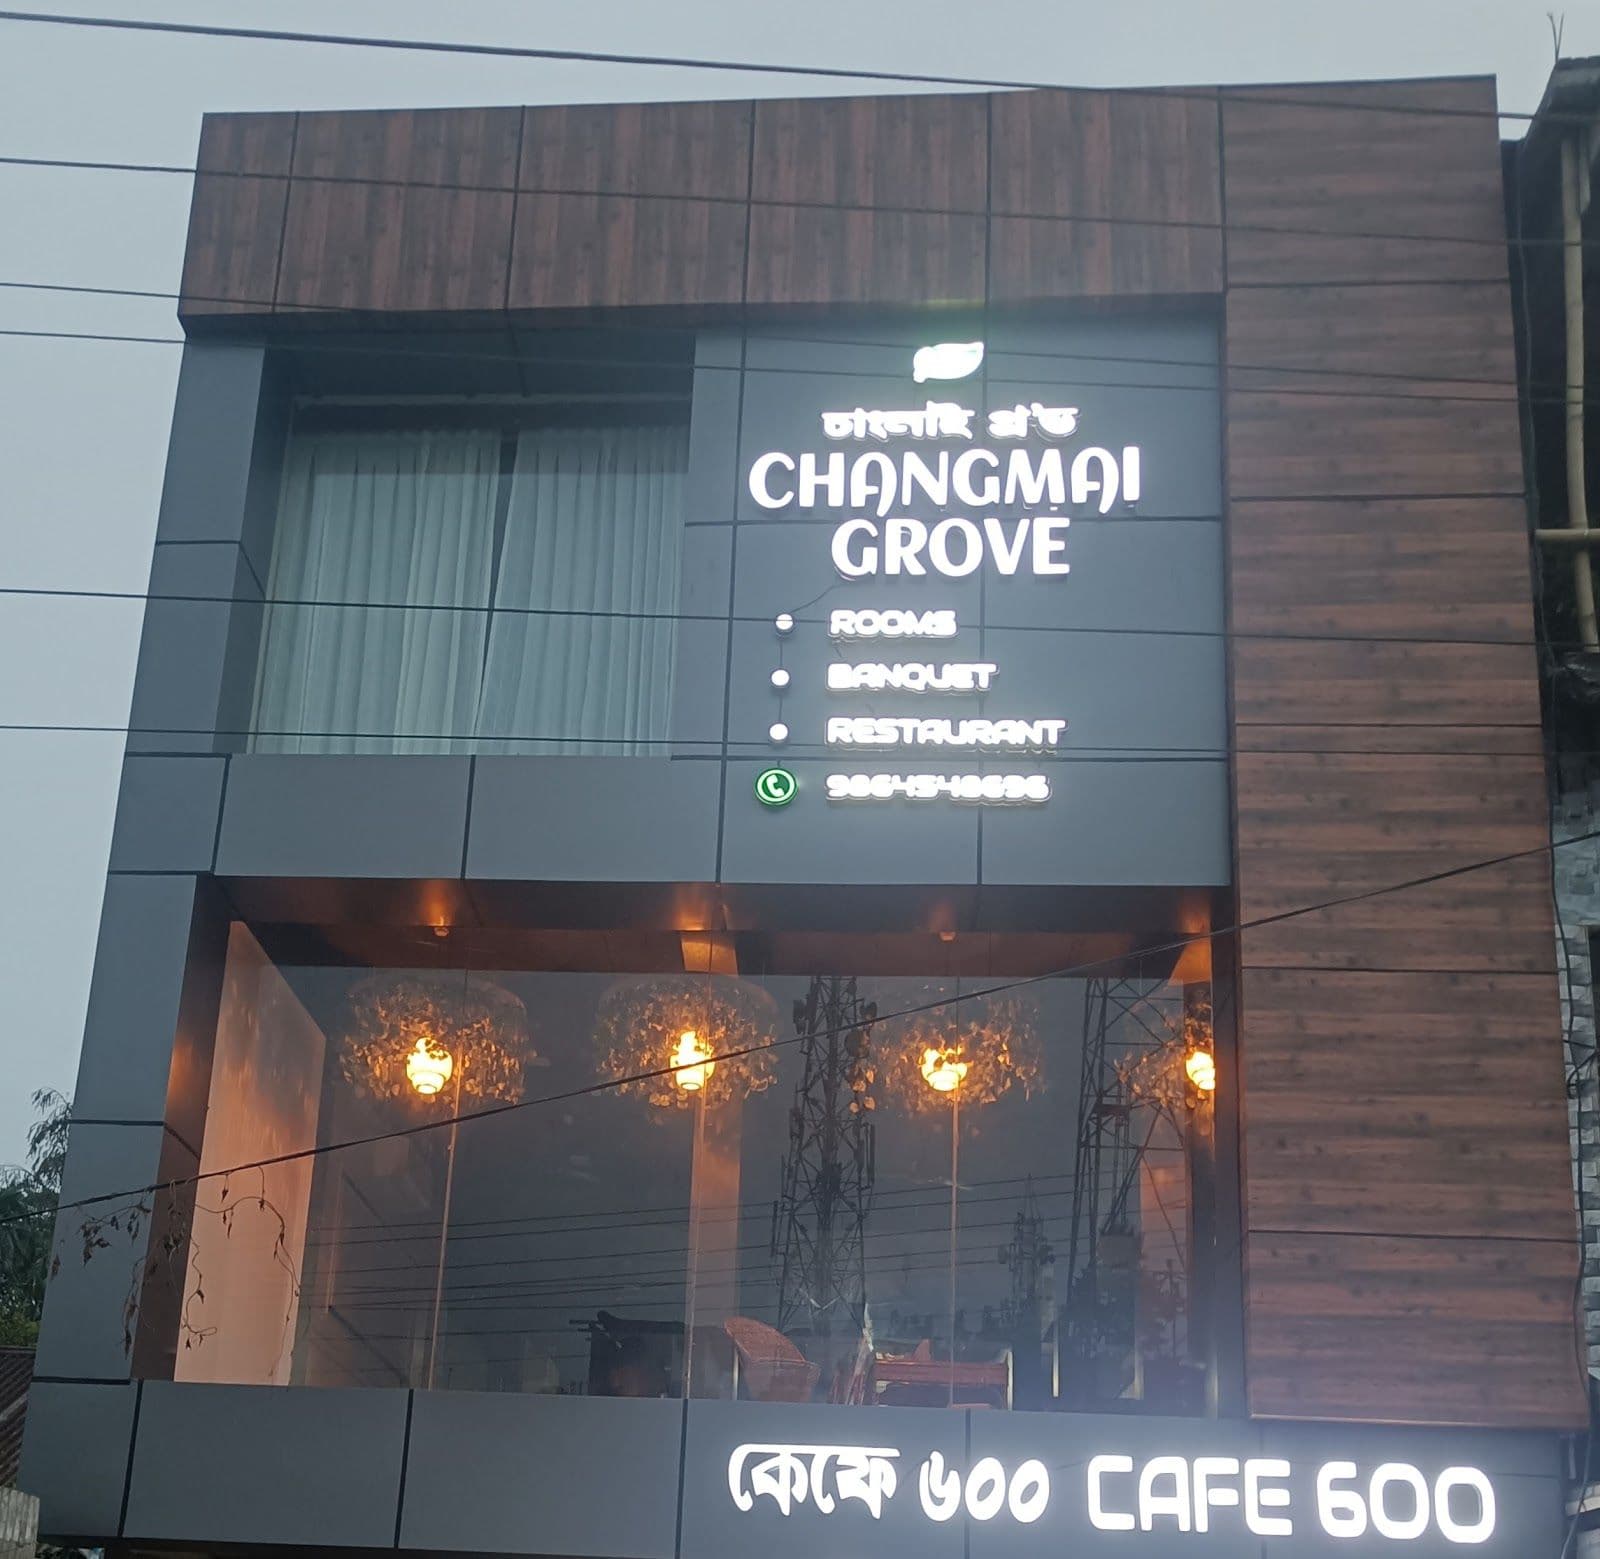 চাংমাই গ্ৰ'ভ
CHANGMAI
GROVE
ROOMS
BANQUET
RESTAURANT
কেফে ৬০০ CAFE 600